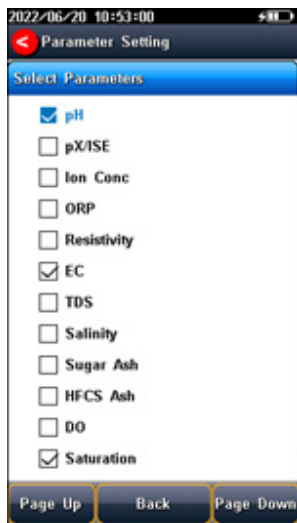 2022/06/20 10:53:00
Parameter Setting
Select Parameters
pH
pX/ISE
Ion Conc
ORP
Resistivity
EC
TDS
Salinity
Sugar Ash
HFCS Ash
DO
Saturation
Page Up Back Page Down